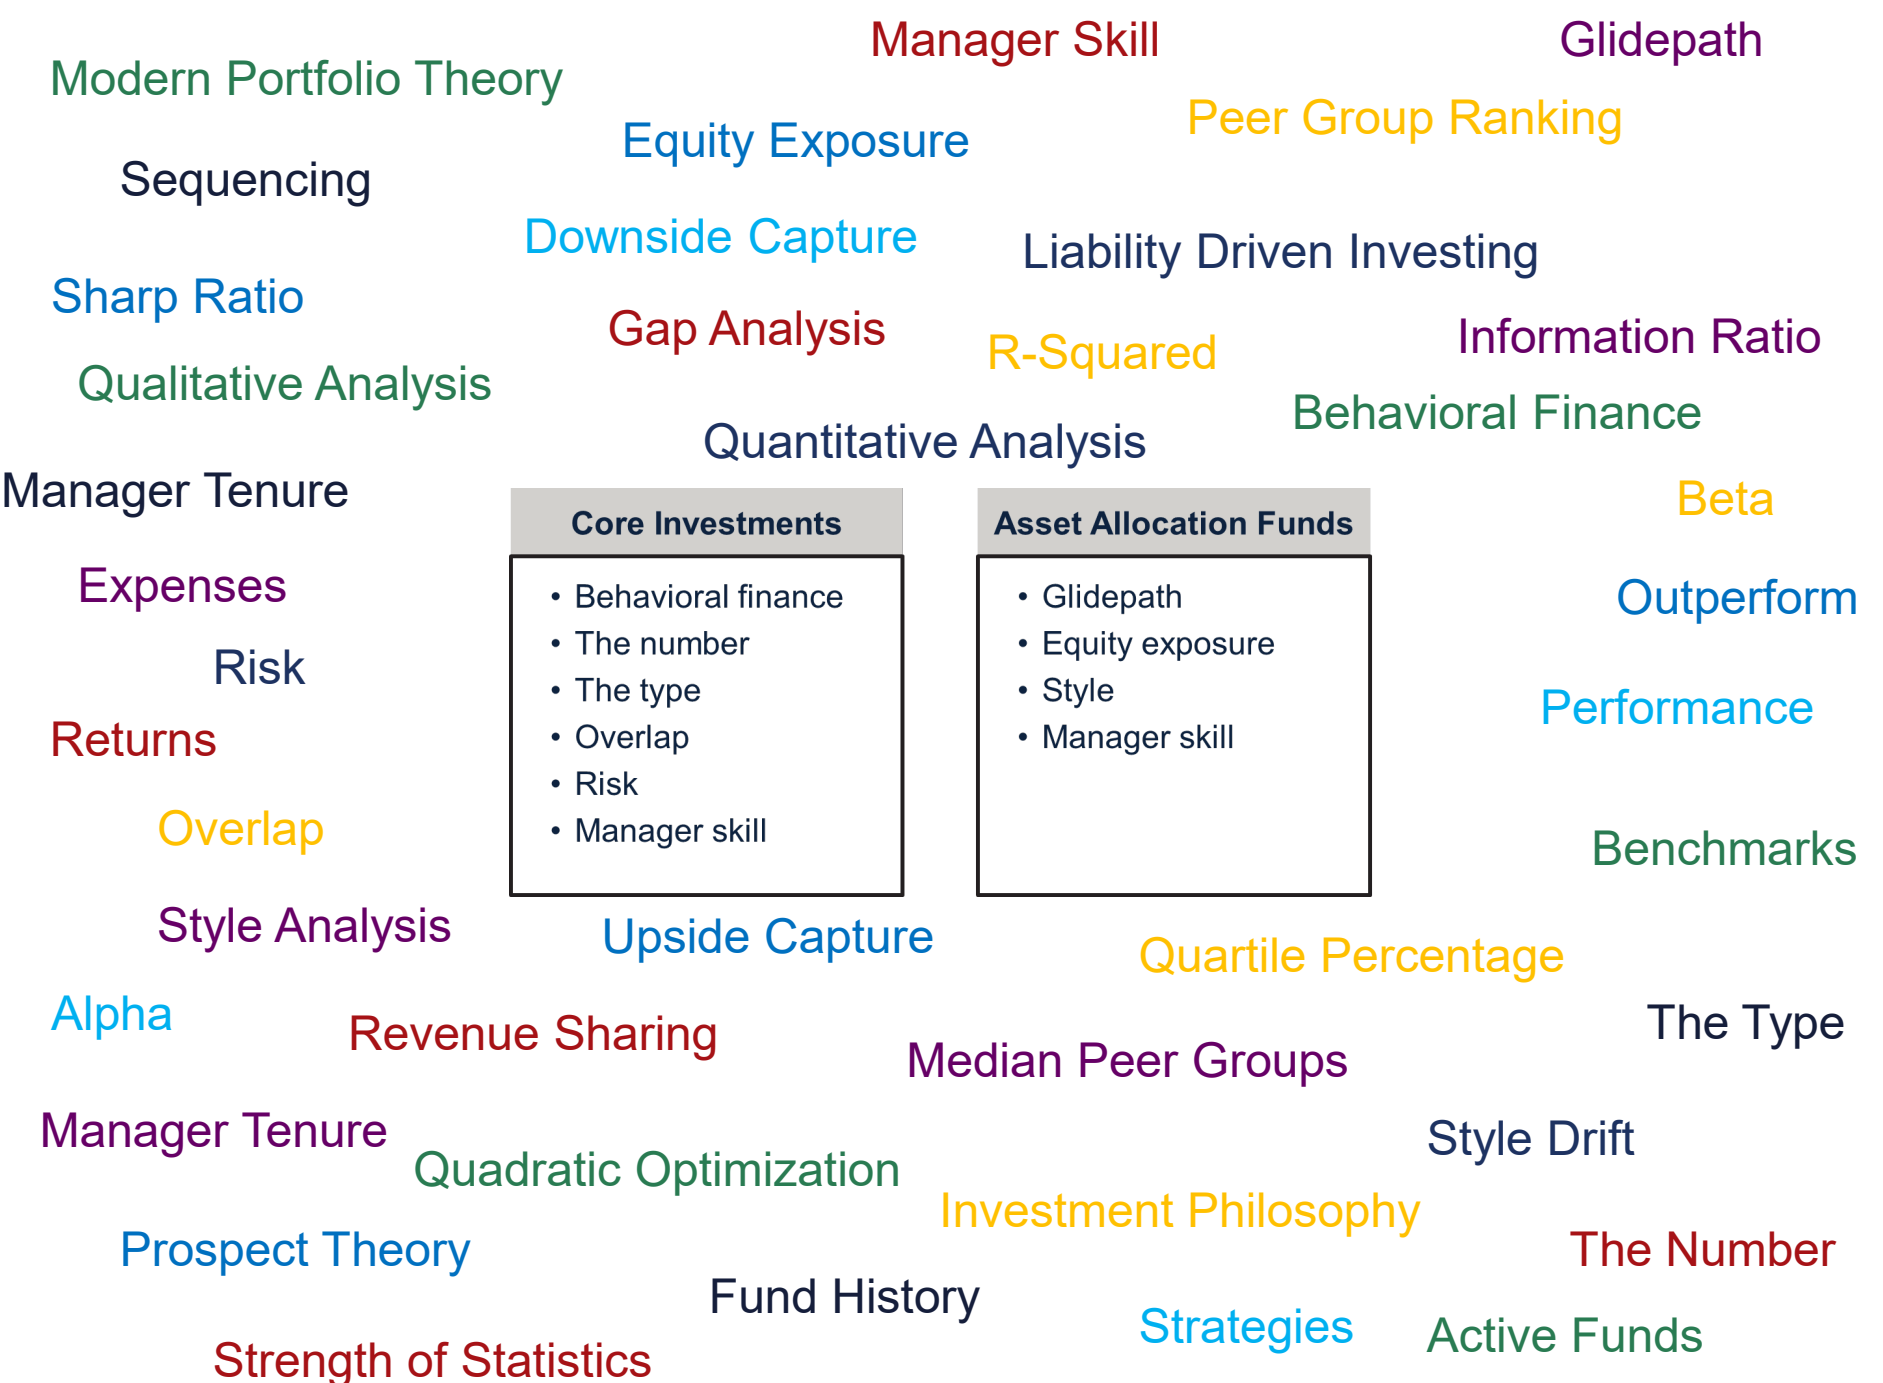 Manager Skill
Glidepath
Modern Portfolio Theory
Peer Group Ranking
Equity Exposure
Sequencing
Downside Capture
Liability Driven Investing
Sharp Ratio
Gap Analysis
R-Squared
Information Ratio
Qualitative Analysis
Behavioral Finance
Quantitative Analysis
Manager Tenure
Beta
Core Investments
• Behavioral finance
• The number
• The type
• Overlap
• Risk
• Manager skill
Asset Allocation Funds
• Glidepath
• Equity exposure
• Style
• Manager skill
Expenses
Outperform
Risk
Performance
Returns
Overlap
Benchmarks
Style Analysis
Upside Capture
Quartile Percentage
Alpha
Revenue Sharing
The Type
Median Peer Groups
Manager Tenure
Style Drift
Quadratic Optimization
Investment Philosophy
Prospect Theory
The Number
Fund History
Strategies
Active Funds
Strength of Statistics